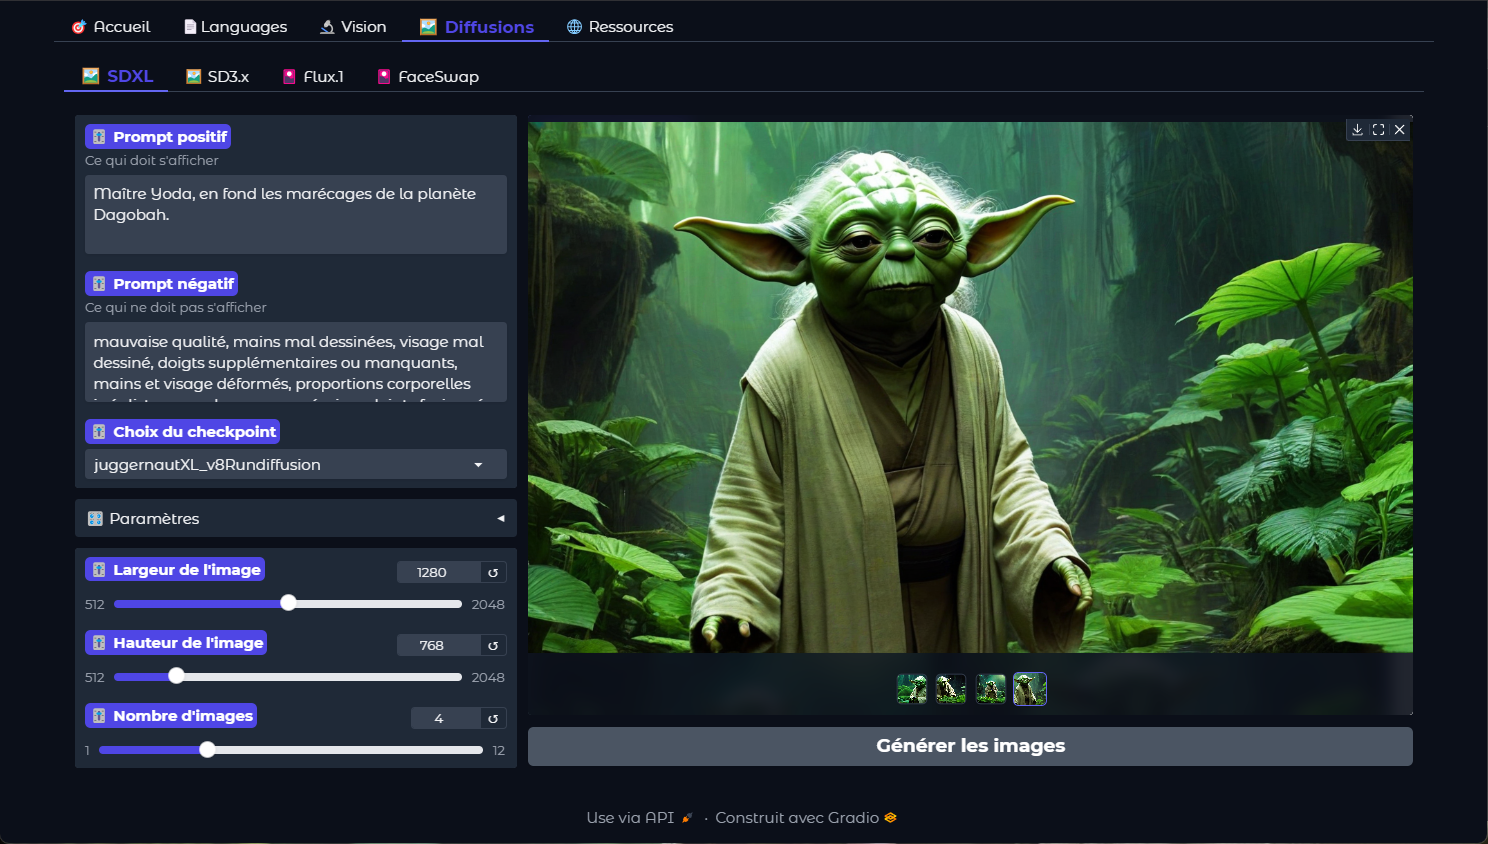 Accueil
Languages
Vision
Diffusions
Ressources
SDXL
SD3.x
Flux.1
FaceSwap
Prompt positif
Ce qui doit s'afficher
Maître Yoda, en fond les marécages de la planète
Dagobah.
Prompt négatif
Ce qui ne doit pas s'afficher
mauvaise qualité, mains mal dessinées, visage mal
dessiné, doigts supplémentaires ou manquants,
mains et visage déformés, proportions corporelles
Choix du checkpoint
juggernautXL_v8Rundiffusion
Paramètres
Largeur de l'image
1280
512
2048
Hauteur de l'image
768
512
2048
Nombre d'images
4
1
12
Générer les images
Use via API · Construit avec Gradio